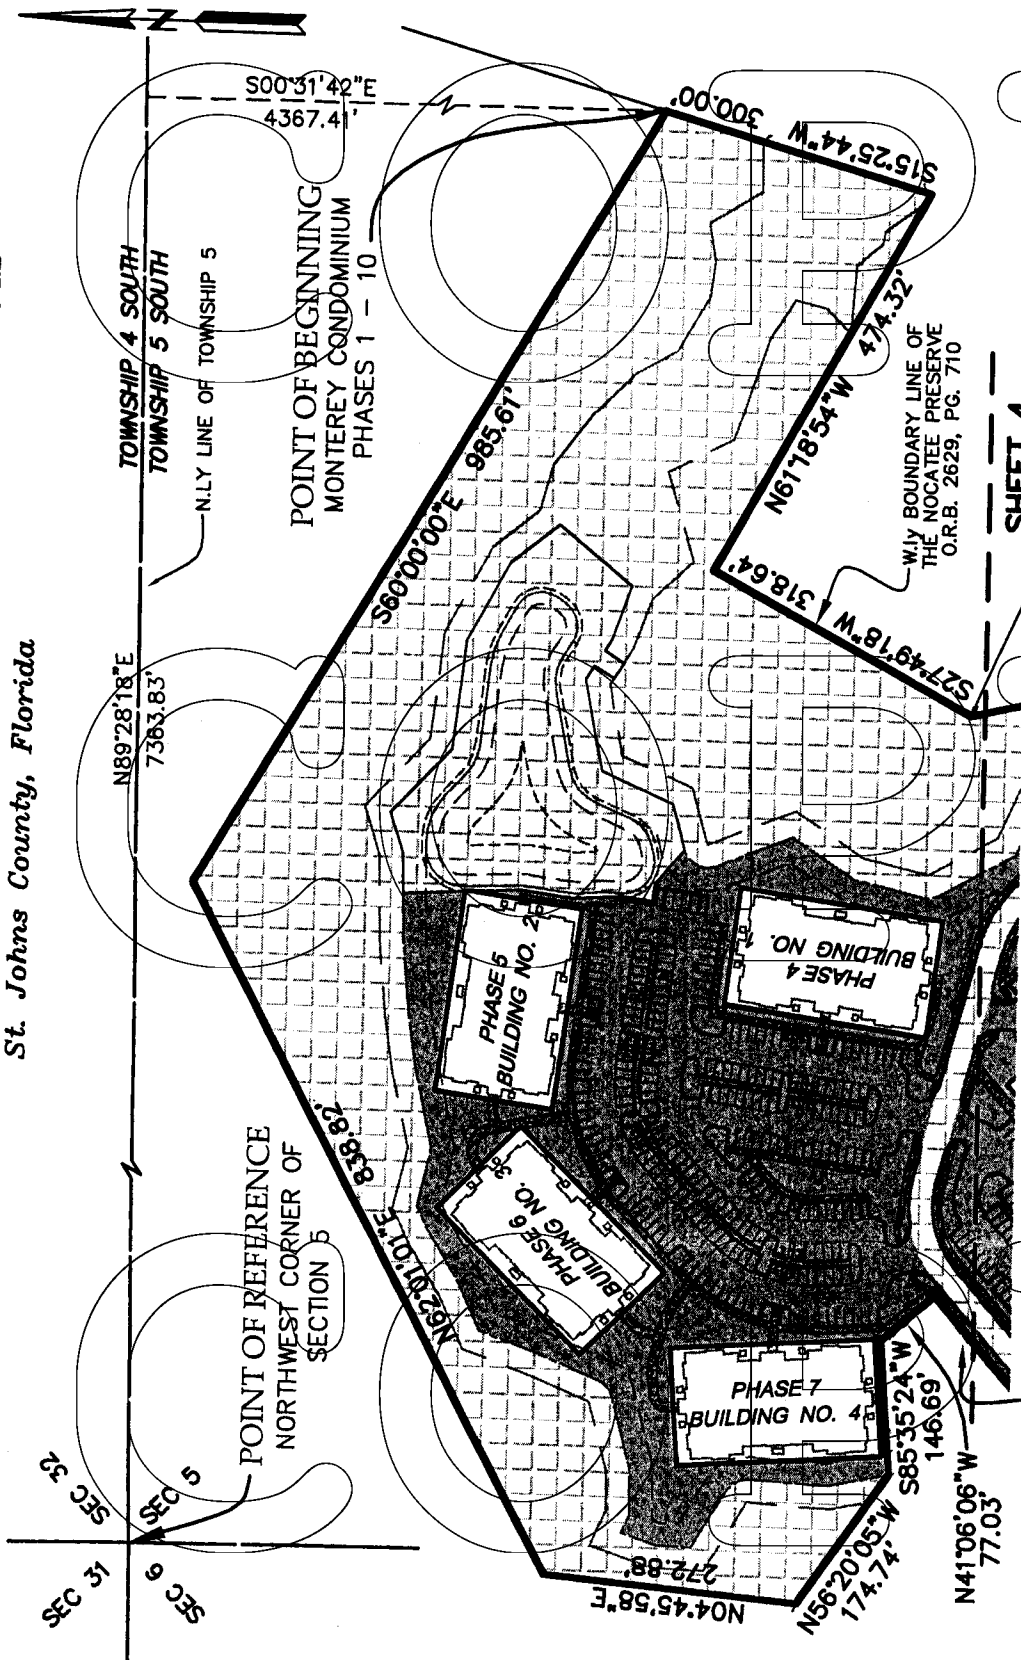 St. Johns County, Florida
TOWNSHIP 4 SOUTH
TOWNSHIP 5 SOUTH
N.LY LINE OF TOWNSHIP 5
N89°28'18"E
7363.83'
S00°31'42"E
4367.41'
POINT OF BEGINNING
MONTEREY CONDOMINIUM
PHASES 1 - 10
POINT OF REFERENCE
NORTHWEST CORNER OF
SECTION 5
SEC 32
SEC 5
SEC 31
SEC 6
S60°00'00"E 985.61'
S15°25'44"W 300.00'
N61°18'54"W 474.32'
S27°49'18"W 318.64'
W.ly BOUNDARY LINE OF
THE NOCATEE PRESERVE
O.R.B. 2629, PG. 710
N62°01'01"E 838.82'
N04°45'58"E 272.88'
N56°20'05"W
174.74'
S85°35'24"W
146.69'
N41°06'06"W
77.03'
PHASE 5
BUILDING NO. 2
PHASE 4
BUILDING NO. 1
PHASE 6
BUILDING NO. 3
PHASE 7
BUILDING NO. 4
SHEET 4
N